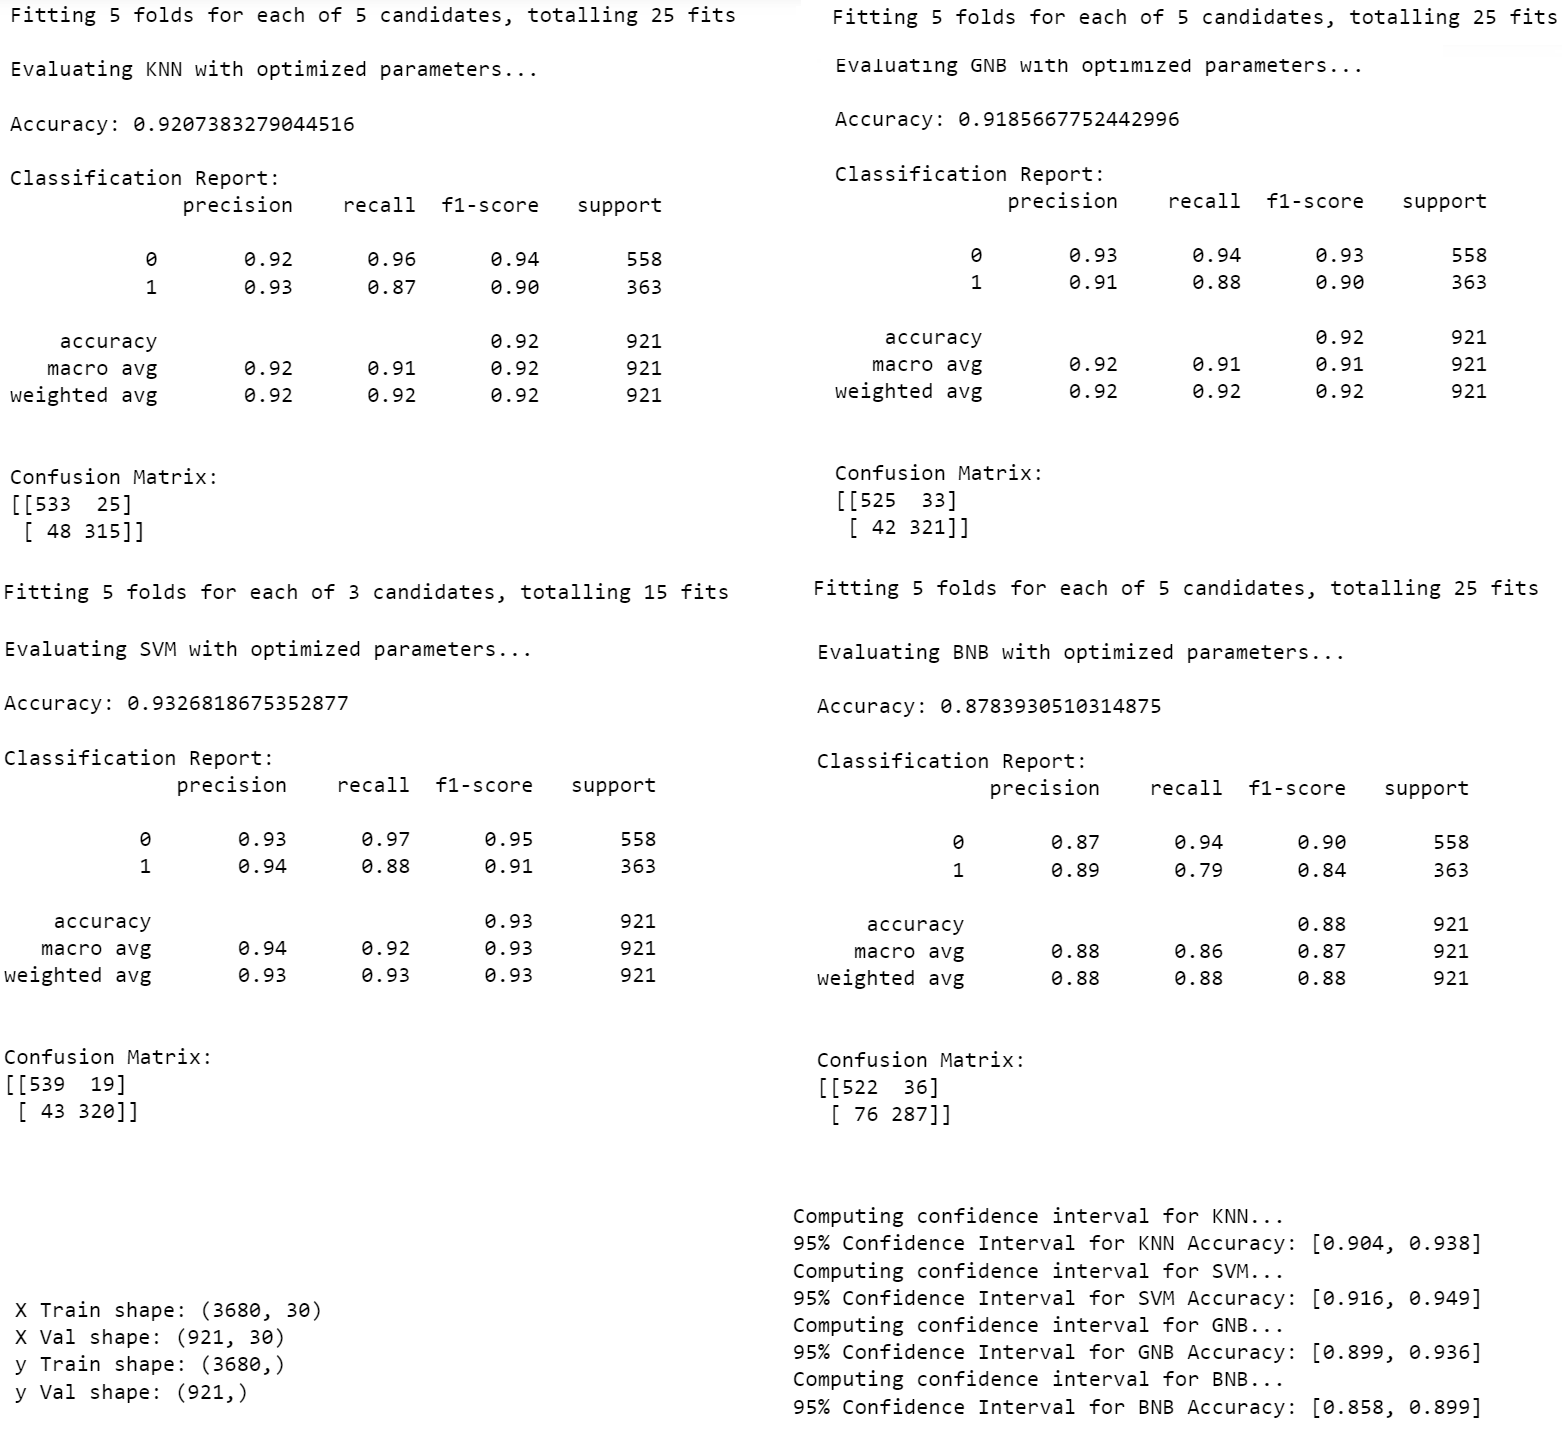 Fitting 5 folds for each of 5 candidates, totalling 25 fits
Evaluating KNN with optimized parameters...
Accuracy: 0.9207383279044516
Classification Report:
precision recall f1-score support
0 0.92 0.96 0.94 558
1 0.93 0.87 0.90 363
accuracy 0.92 921
macro avg 0.92 0.91 0.92 921
weighted avg 0.92 0.92 0.92 921
Confusion Matrix:
[[533 25]
[ 48 315]]
Fitting 5 folds for each of 5 candidates, totalling 25 fits
Evaluating GNB with optimized parameters...
Accuracy: 0.9185667752442996
Classification Report:
precision recall f1-score support
0 0.93 0.94 0.93 558
1 0.91 0.88 0.90 363
accuracy 0.92 921
macro avg 0.92 0.91 0.91 921
weighted avg 0.92 0.92 0.92 921
Confusion Matrix:
[[525 33]
[ 42 321]]
Fitting 5 folds for each of 3 candidates, totalling 15 fits
Evaluating SVM with optimized parameters...
Accuracy: 0.9326818675352877
Classification Report:
precision recall f1-score support
0 0.93 0.97 0.95 558
1 0.94 0.88 0.91 363
accuracy 0.93 921
macro avg 0.94 0.92 0.93 921
weighted avg 0.93 0.93 0.93 921
Confusion Matrix:
[[539 19]
[ 43 320]]
Fitting 5 folds for each of 5 candidates, totalling 25 fits
Evaluating BNB with optimized parameters...
Accuracy: 0.8783930510314875
Classification Report:
precision recall f1-score support
0 0.87 0.94 0.90 558
1 0.89 0.79 0.84 363
accuracy 0.88 921
macro avg 0.88 0.86 0.87 921
weighted avg 0.88 0.88 0.88 921
Confusion Matrix:
[[522 36]
[ 76 287]]
X Train shape: (3680, 30)
X Val shape: (921, 30)
y Train shape: (3680,)
y Val shape: (921,)
Computing confidence interval for KNN...
95% Confidence Interval for KNN Accuracy: [0.904, 0.938]
Computing confidence interval for SVM...
95% Confidence Interval for SVM Accuracy: [0.916, 0.949]
Computing confidence interval for GNB...
95% Confidence Interval for GNB Accuracy: [0.899, 0.936]
Computing confidence interval for BNB...
95% Confidence Interval for BNB Accuracy: [0.858, 0.899]